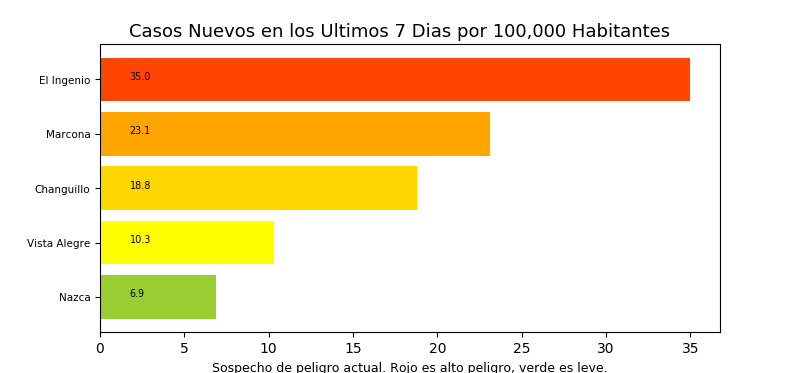 Casos Nuevos en los Ultimos 7 Dias por 100,000 Habitantes
El Ingenio 35.0
Marcona 23.1
Changuillo 18.8
Vista Alegre 10.3
Nazca 6.9
0 5 10 15 20 25 30 35
Sospecho de peligro actual. Rojo es alto peligro, verde es leve.